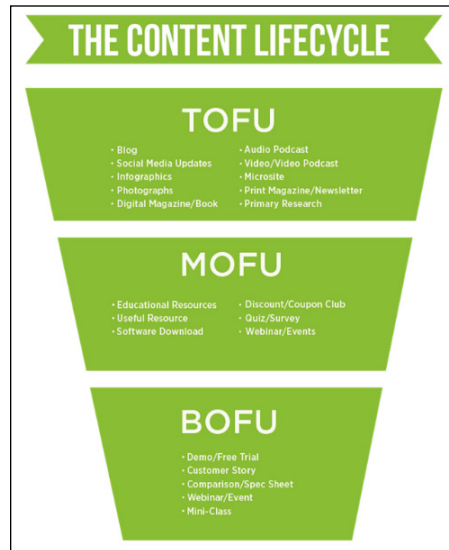 THE CONTENT LIFECYCLE
TOFU
• Blog
• Social Media Updates
• Infographics
• Photographs
• Digital Magazine/Book
• Audio Podcast
• Video/Video Podcast
• Microsite
• Print Magazine/Newsletter
• Primary Research
MOFU
• Educational Resources
• Useful Resource
• Software Download
• Discount/Coupon Club
• Quiz/Survey
• Webinar/Events
BOFU
• Demo/Free Trial
• Customer Story
• Comparison/Spec Sheet
• Webinar/Event
• Mini-Class